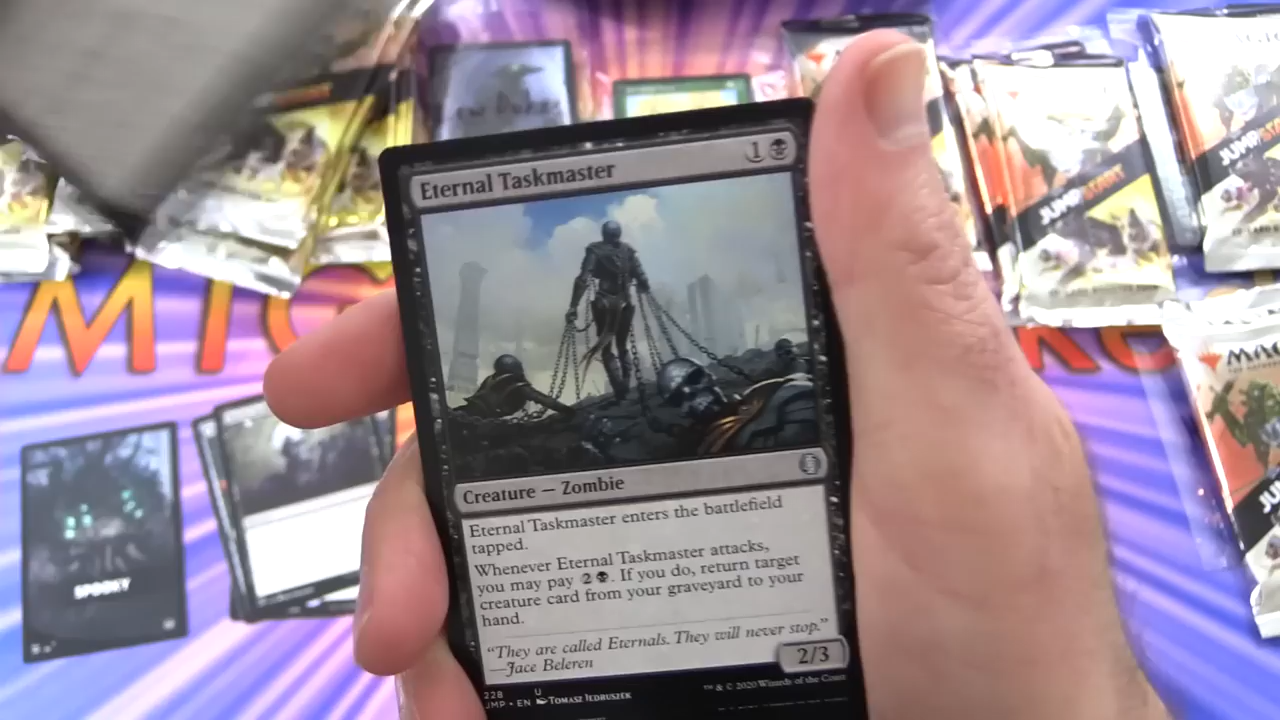 Eternal Taskmaster 1
Creature — Zombie
Eternal Taskmaster enters the battlefield
tapped.
Whenever Eternal Taskmaster attacks,
you may pay 2. If you do, return target
creature card from your graveyard to your
hand.
"They are called Eternals. They will never stop."
—Jace Beleren
2/3
228 U
JMP • EN TOMASZ JEDRUSZEK
™ & © 2020 Wizards of the Coast
SPOOKY
JUMPSTART
JUMPSTART
MAG
JU